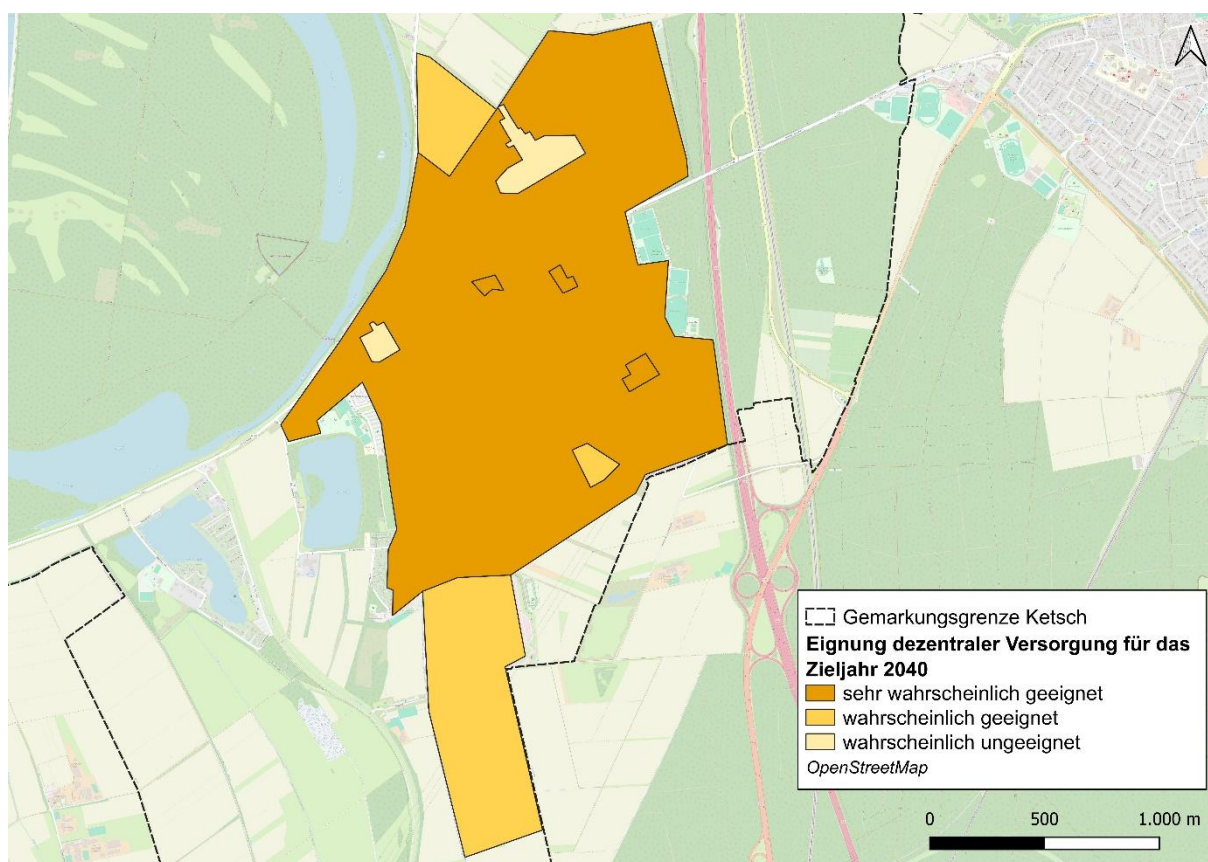 Gemarkungsgrenze Ketsch
Eignung dezentraler Versorgung für das
Zieljahr 2040
sehr wahrscheinlich geeignet
wahrscheinlich geeignet
wahrscheinlich ungeeignet
OpenStreetMap
0 500 1.000 m